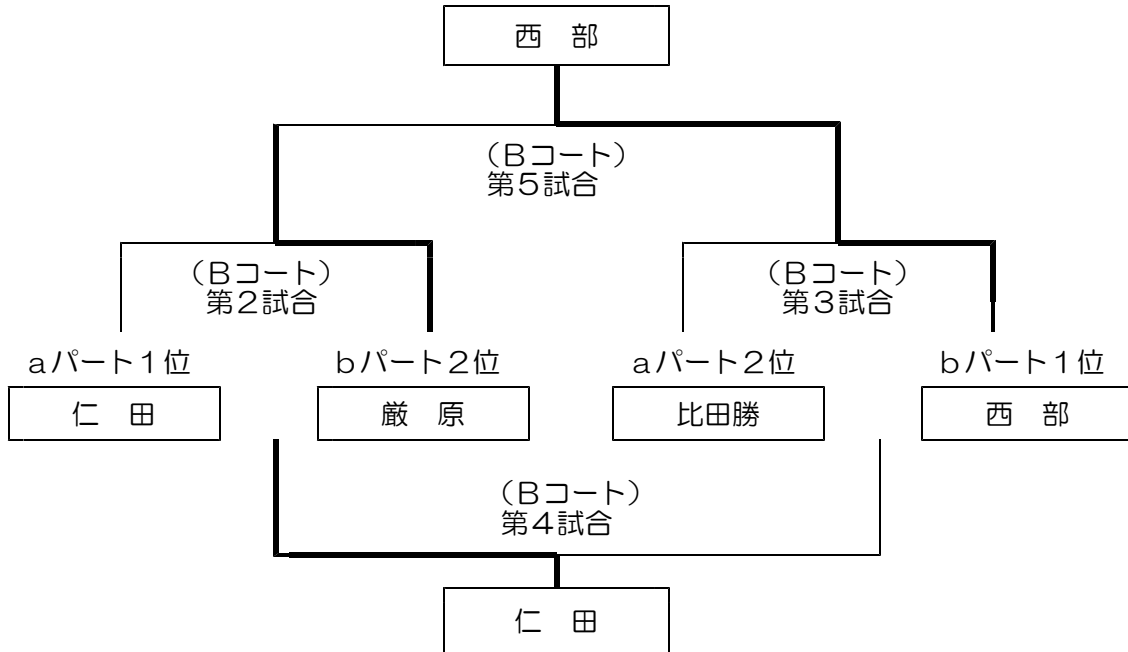 西　部
（Ｂコート）
第５試合
（Ｂコート）
第２試合
（Ｂコート）
第３試合
ａパート１位
ｂパート２位
ａパート２位
ｂパート１位
仁　田
厳　原
比田勝
西　部
（Ｂコート）
第４試合
仁　田